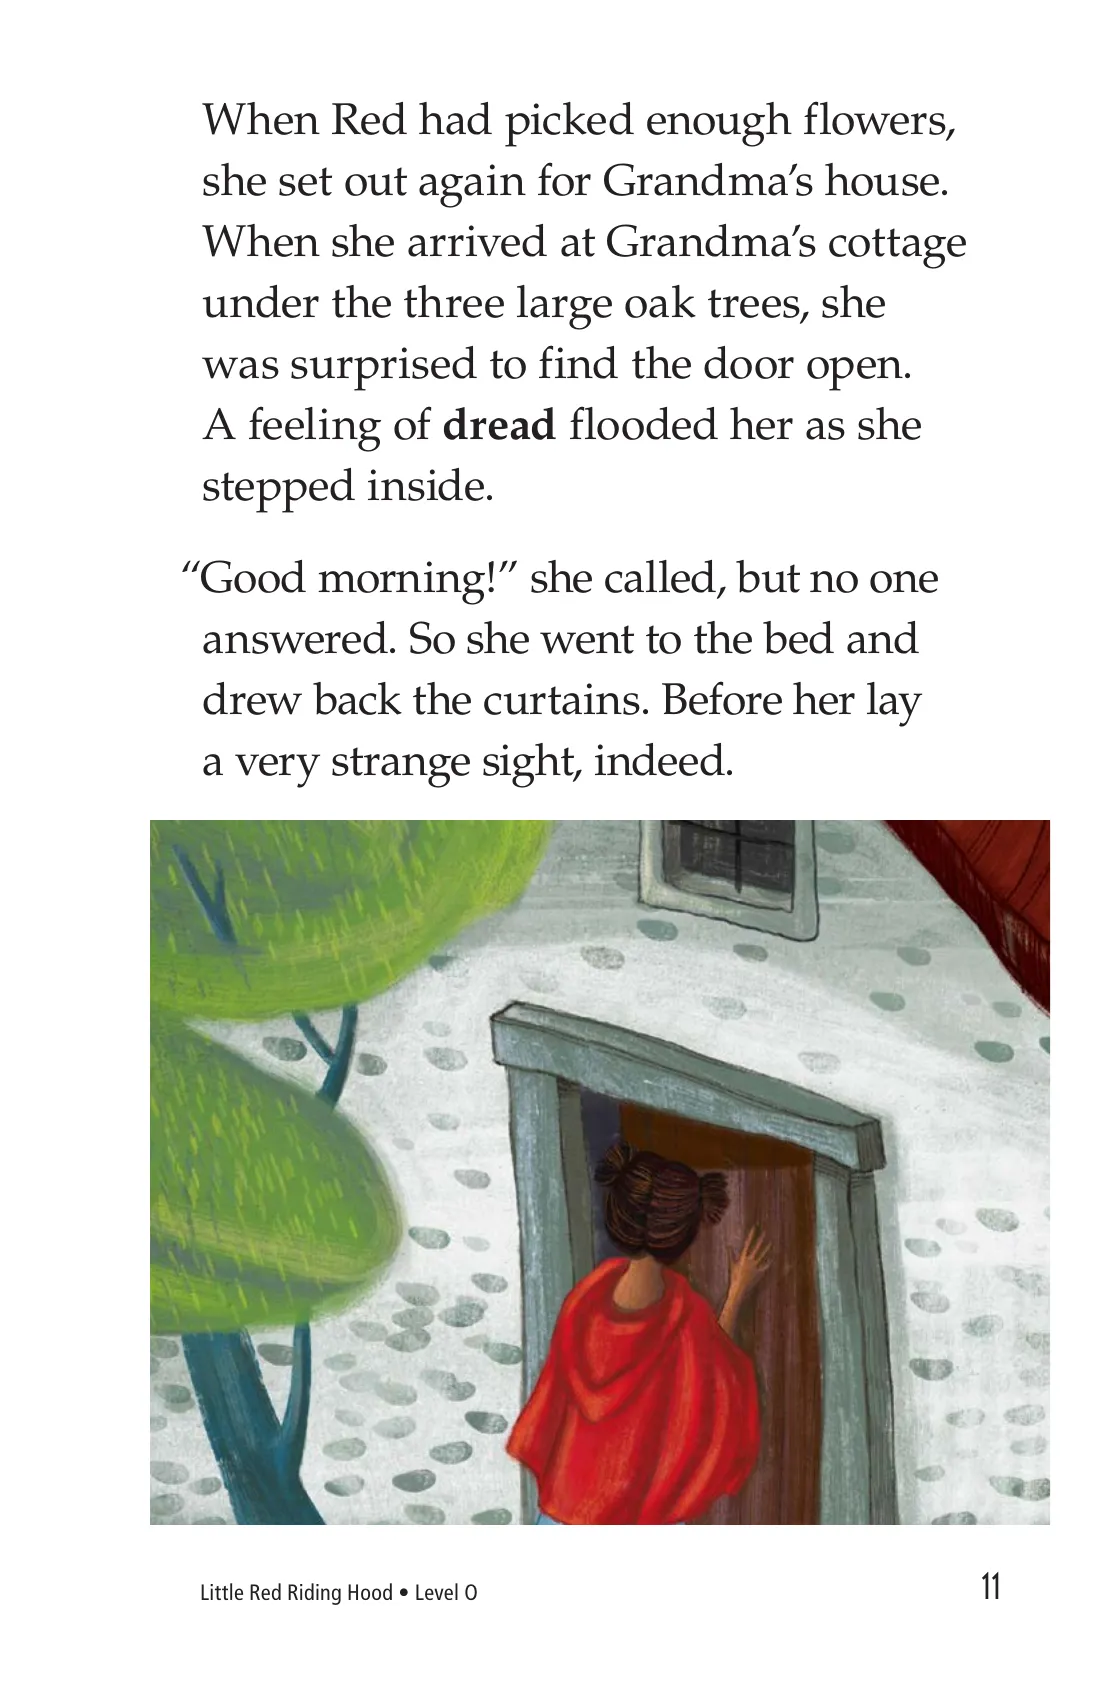 When Red had picked enough flowers,
she set out again for Grandma’s house.
When she arrived at Grandma’s cottage
under the three large oak trees, she
was surprised to find the door open.
A feeling of dread flooded her as she
stepped inside.
“Good morning!” she called, but no one
answered. So she went to the bed and
drew back the curtains. Before her lay
a very strange sight, indeed.
Little Red Riding Hood • Level O
11